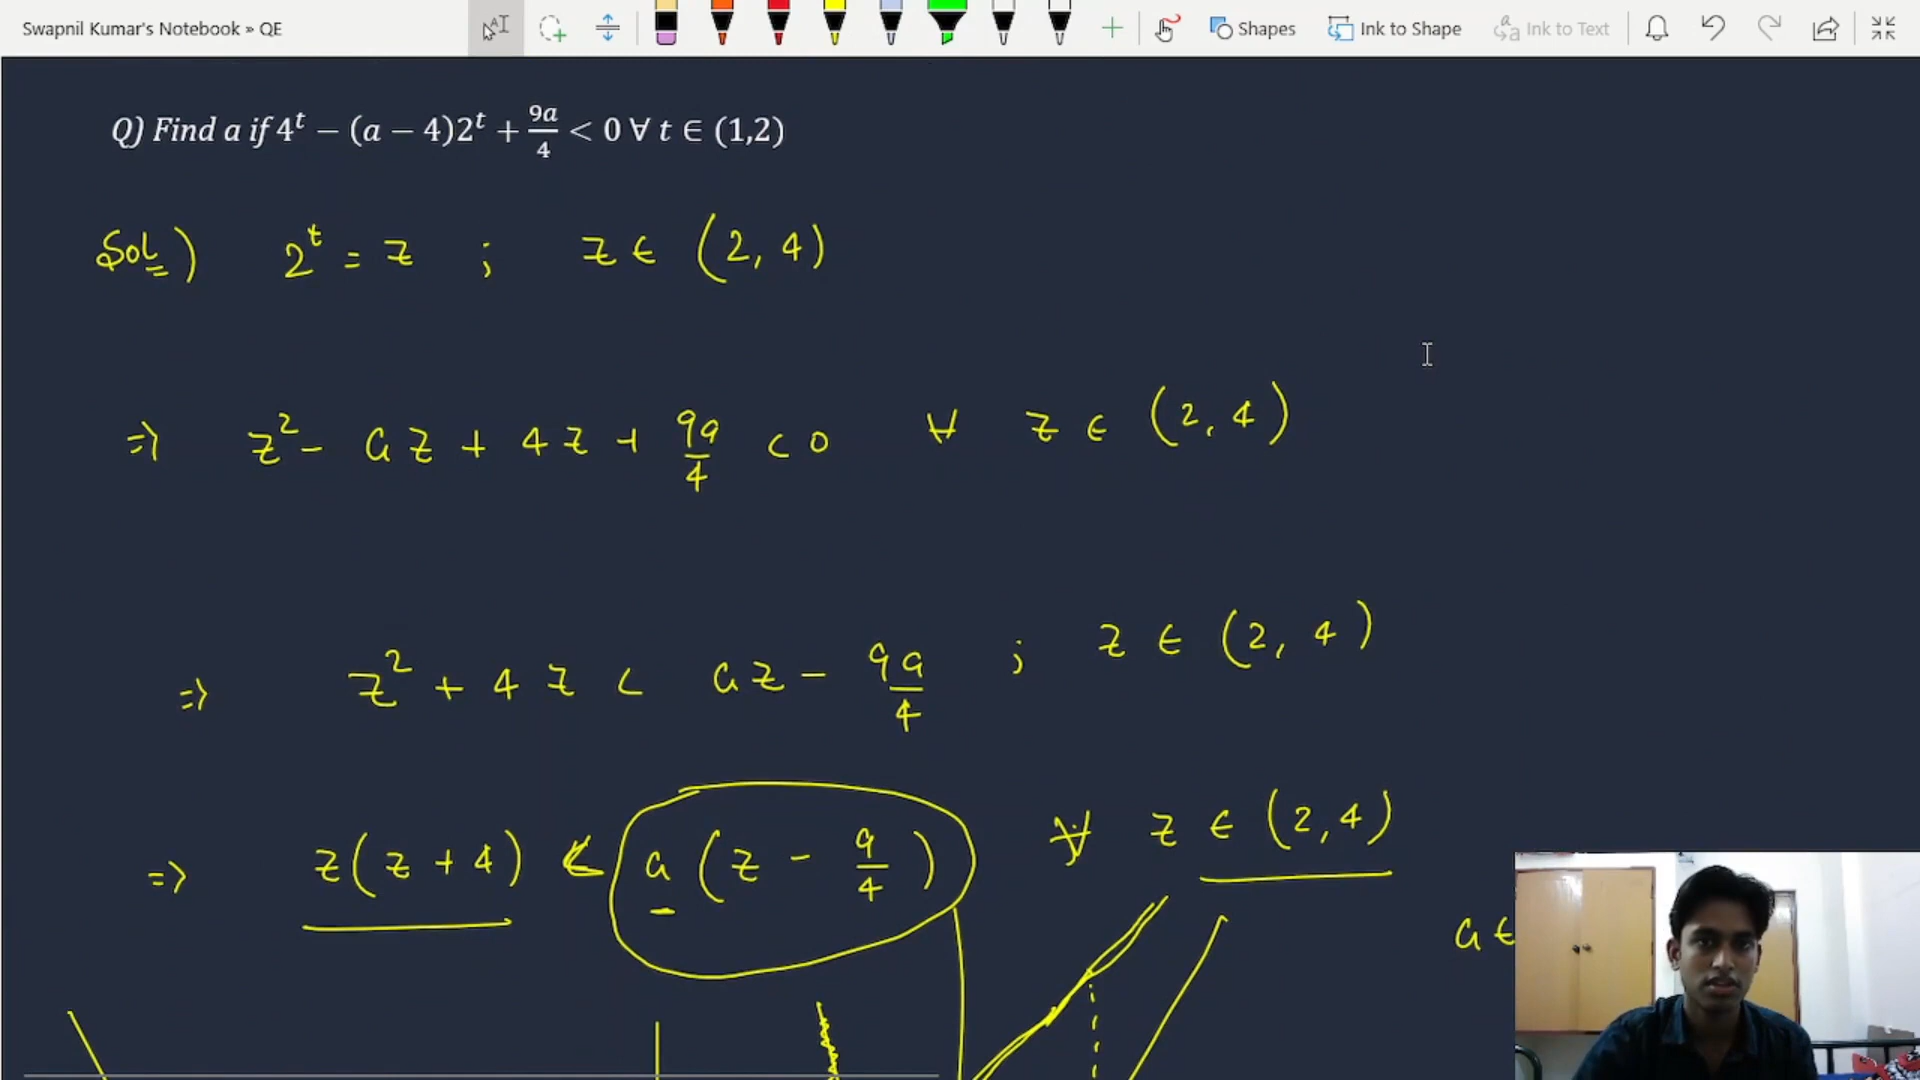 Swapnil Kumar's Notebook » QE
Shapes
Ink to Shape
Ink to Text
Q) Find a if 4^t − (a − 4)2^t + 9a/4 < 0 ∀ t ∈ (1,2)
Sol) 2^t = z ; z ∈ (2, 4)
⇒ z² − az + 4z + 9a/4 < 0 ∀ z ∈ (2, 4)
⇒ z² + 4z < az − 9a/4 ; z ∈ (2, 4)
⇒ z(z + 4) < a(z − 9/4) ∀ z ∈ (2,4)
a ∈